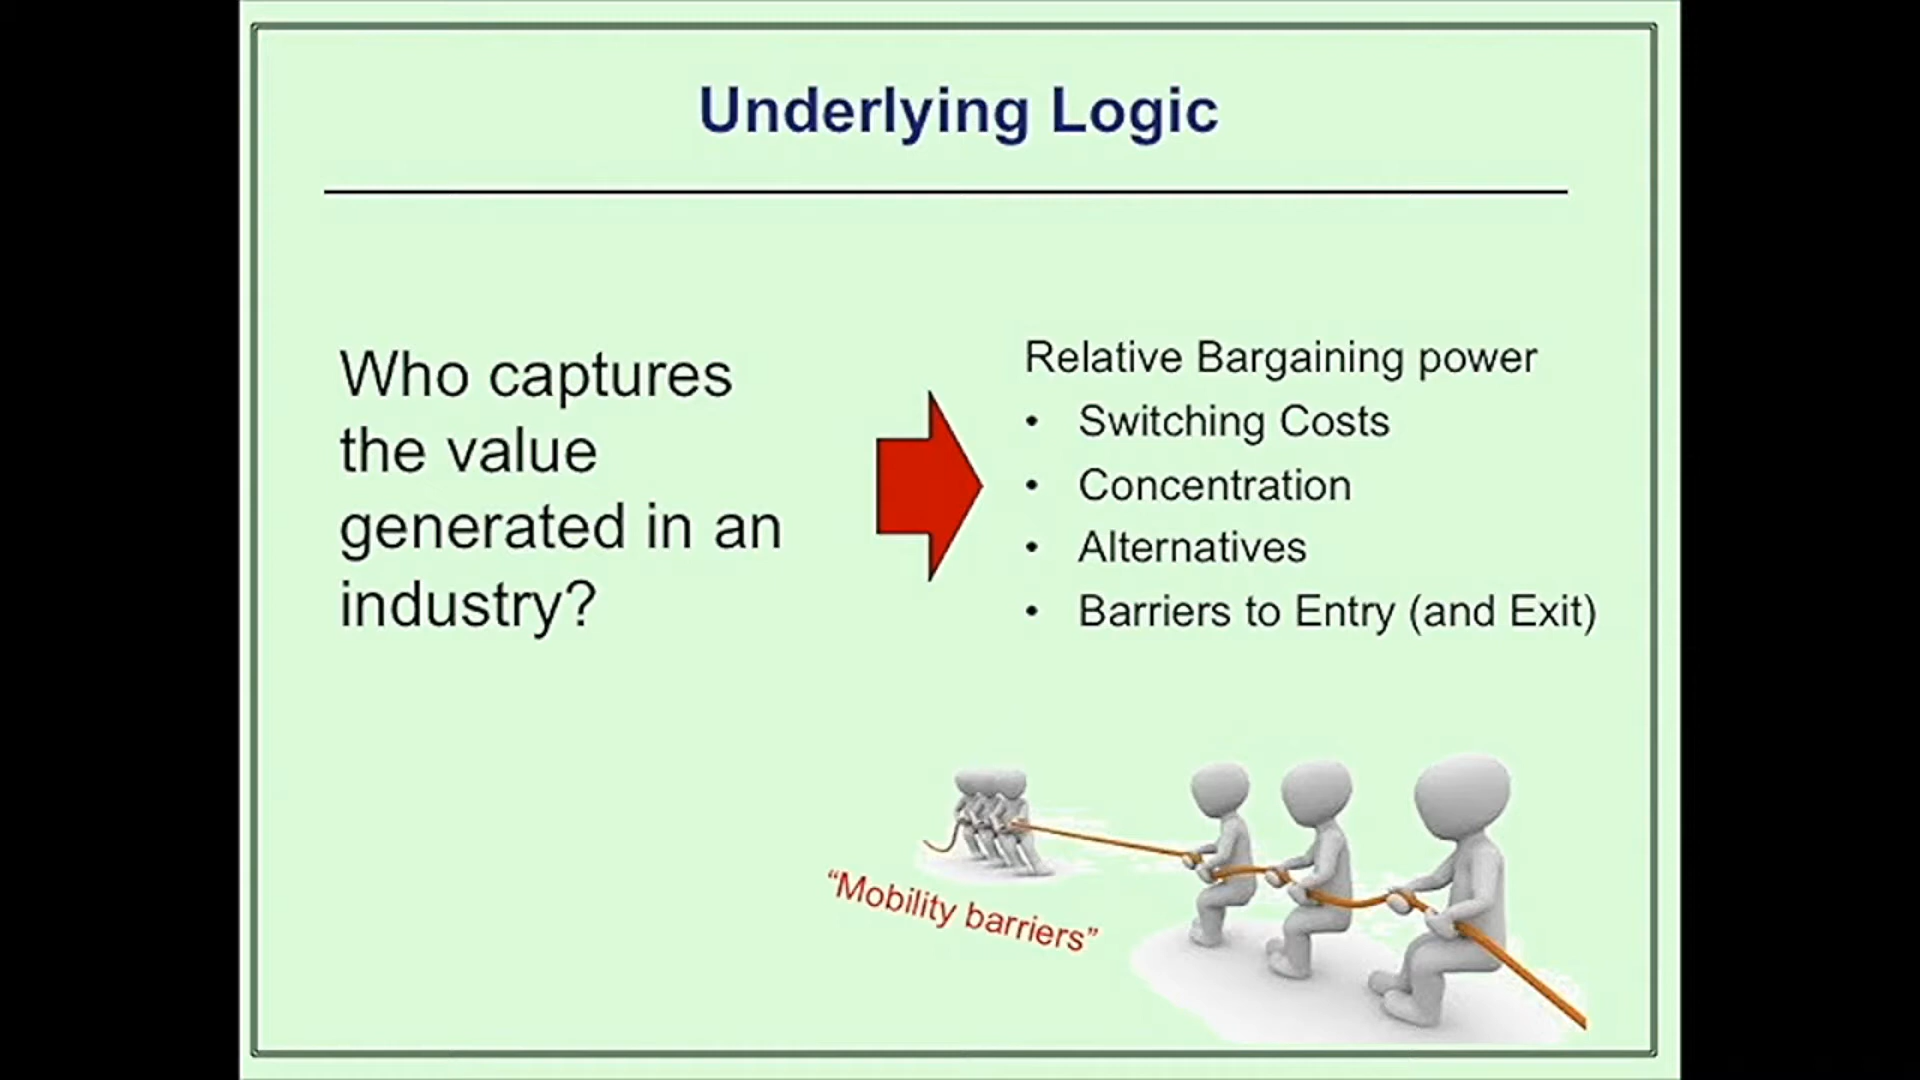 Underlying Logic
Who captures
the value
generated in an
industry?
Relative Bargaining power
• Switching Costs
• Concentration
• Alternatives
• Barriers to Entry (and Exit)
“Mobility barriers”